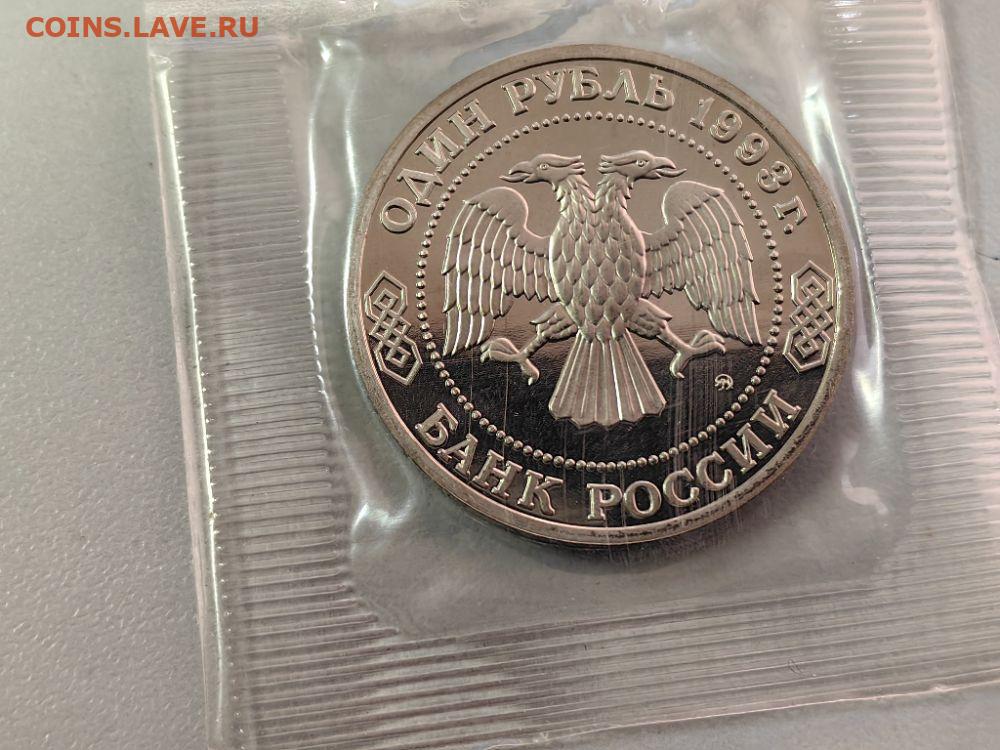 COINS.LAVE.RU
ОДИН РУБЛЬ 1993 г.
БАНК РОССИИ